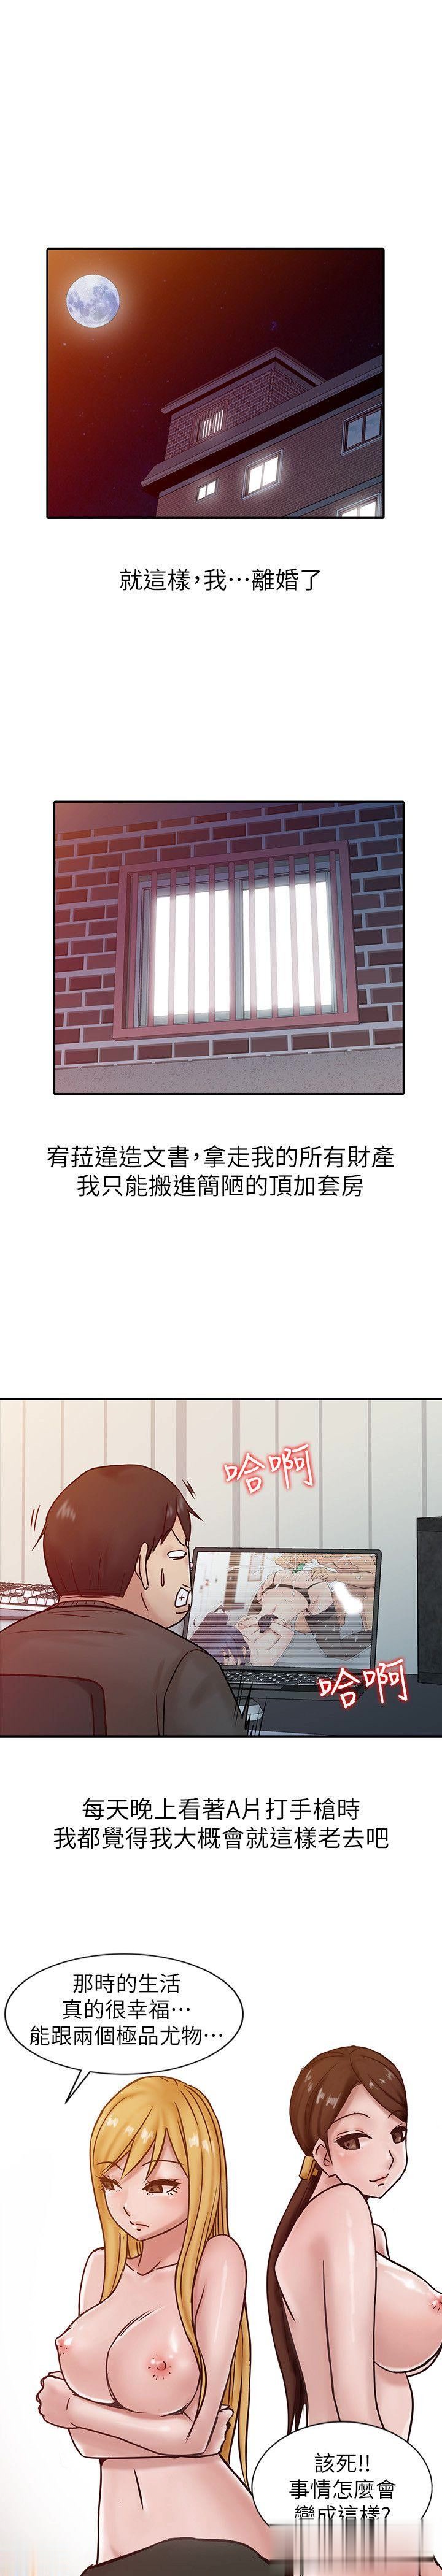 就這樣，我…離婚了
宥菈違造文書，拿走我的所有財產
我只能搬進簡陋的頂加套房
哈啊
哈啊
每天晚上看著A片打手槍時
我都覺得我大概會就這樣老去吧
那時的生活
真的很幸福…
能跟兩個極品尤物…
該死!!
事情怎麼會
變成這樣?